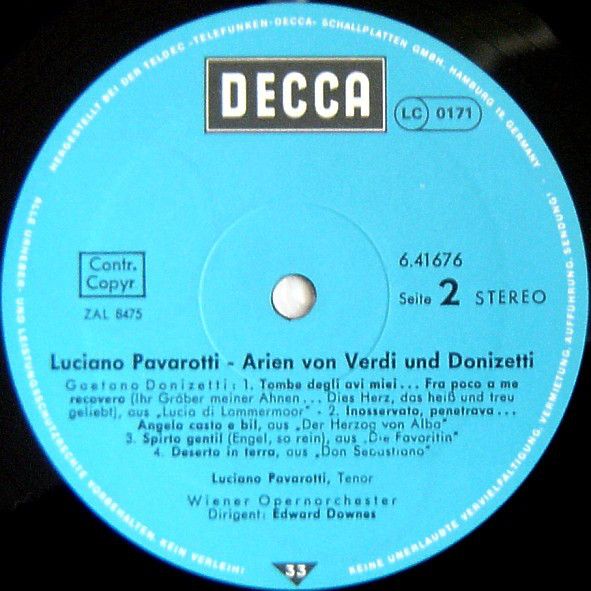 HERGESTELLT BEI DER TELDEC »TELEFUNKEN-DECCA« SCHALLPLATTEN GMBH. HAMBURG 19, GERMANY
DECCA
LC 0171
Contr.
Copyr.
ZAL 8475
6.41676
Seite 2 STEREO
Luciano Pavarotti - Arien von Verdi und Donizetti
Gaetano Donizetti: 1. Tombe degli avi miei... Fra poco a me
recovero (Ihr Gräber meiner Ahnen... Dies Herz, das heiß und treu
geliebt), aus „Lucia di Lammermoor" - 2. Inosservato, penetrava...
Angelo casto e bil, aus „Der Herzog von Alba"
3. Spirto gentil (Engel, so rein), aus „Die Favoritin"
4. Deserto in terra, aus „Don Sebastiano"
Luciano Pavarotti, Tenor
Wiener Opernorchester
Dirigent: Edward Downes
ALLE URHEBER- UND LEISTUNGSSCHUTZRECHTE VORBEHALTEN. KEIN VERLEIH!
KEINE UNERLAUBTE VERVIELFÄLTIGUNG, VERMIETUNG, AUFFÜHRUNG, SENDUNG!
33